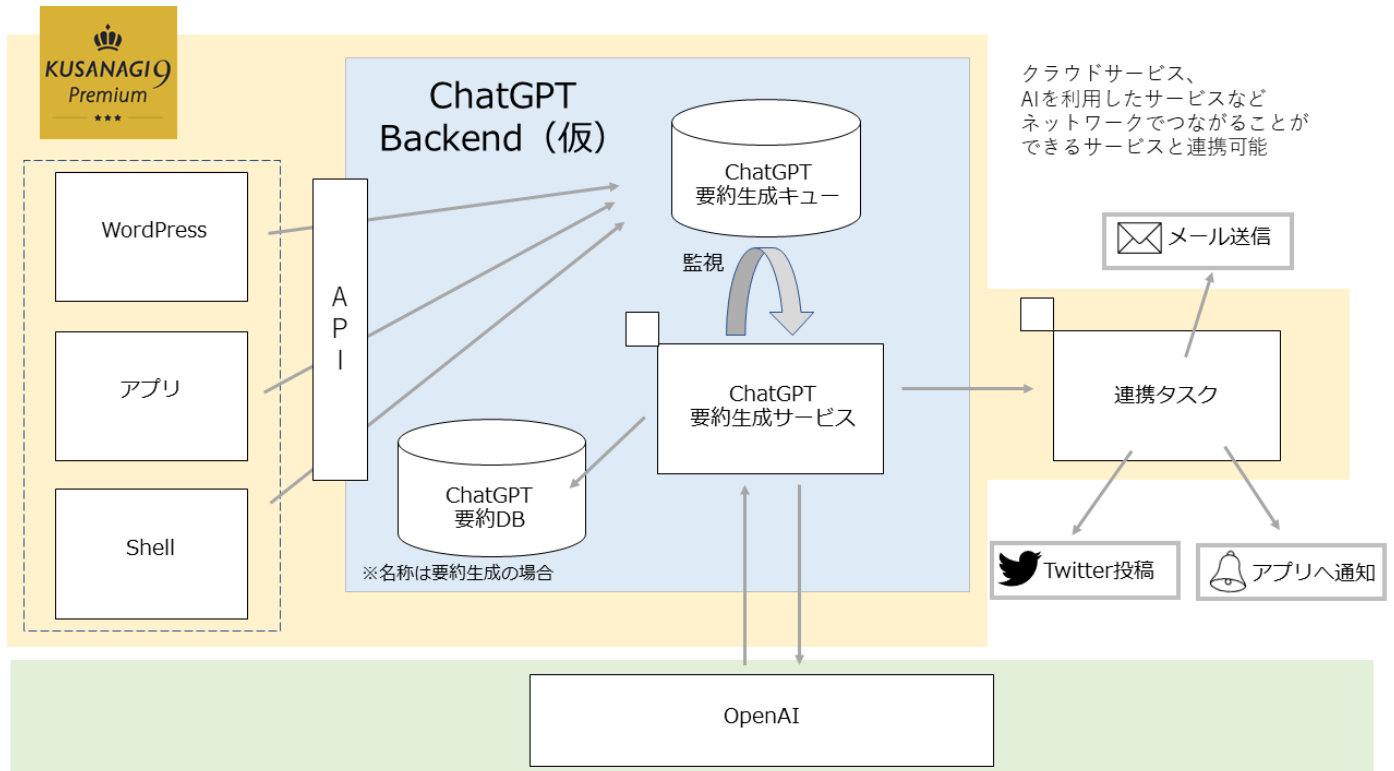 KUSANAGI 9
Premium
ChatGPT
Backend（仮）
クラウドサービス、
AIを利用したサービスなど
ネットワークでつながることが
できるサービスと連携可能
WordPress
アプリ
Shell
API
ChatGPT
要約生成キュー
監視
ChatGPT
要約生成サービス
ChatGPT
要約DB
※名称は要約生成の場合
メール送信
連携タスク
Twitter投稿
アプリへ通知
OpenAI